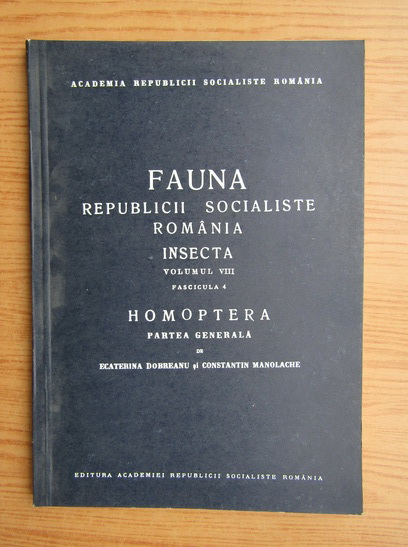 ACADEMIA REPUBLICII SOCIALISTE ROMÂNIA
FAUNA
REPUBLICII SOCIALISTE
ROMÂNIA
INSECTA
VOLUMUL VIII
FASCICULA 4
HOMOPTERA
PARTEA GENERALĂ
DE
ECATERINA DOBREANU și CONSTANTIN MANOLACHE
EDITURA ACADEMIEI REPUBLICII SOCIALISTE ROMÂNIA